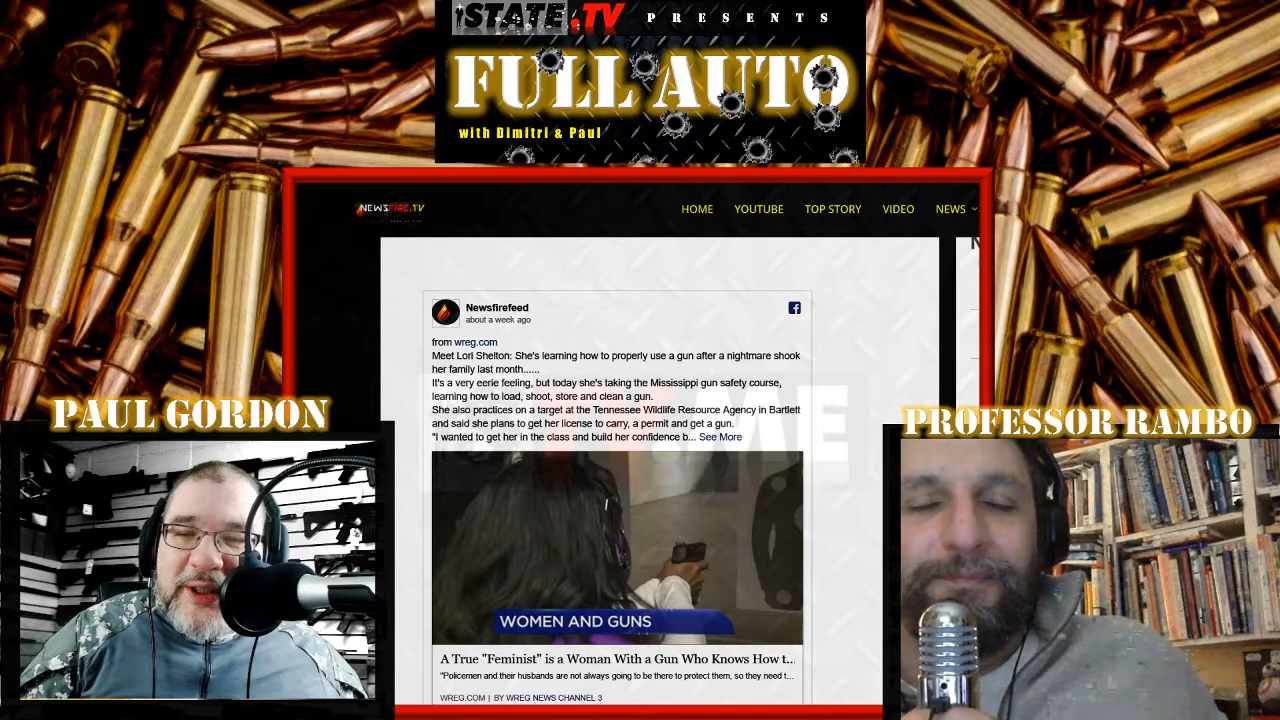 iSTATE.TV PRESENTS
FULL AUTO
with Dimitri & Paul
NEWSFIRE.TV
HOME YOUTUBE TOP STORY VIDEO NEWS
Newsfirefeed
about a week ago
from wreg.com
Meet Lori Shelton: She's learning how to properly use a gun after a nightmare shook
her family last month......
It's a very eerie feeling, but today she's taking the Mississippi gun safety course,
learning how to load, shoot, store and clean a gun.
She also practices on a target at the Tennessee Wildlife Resource Agency in Bartlett
and said she plans to get her license to carry, a permit and get a gun.
"I wanted to get her in the class and build her confidence b... See More
ME
WOMEN AND GUNS
A True "Feminist" is a Woman With a Gun Who Knows How t...
"Policemen and their husbands are not always going to be there to protect them, so they need t...
WREG.COM | BY WREG NEWS CHANNEL 3
PAUL GORDON
PROFESSOR RAMBO